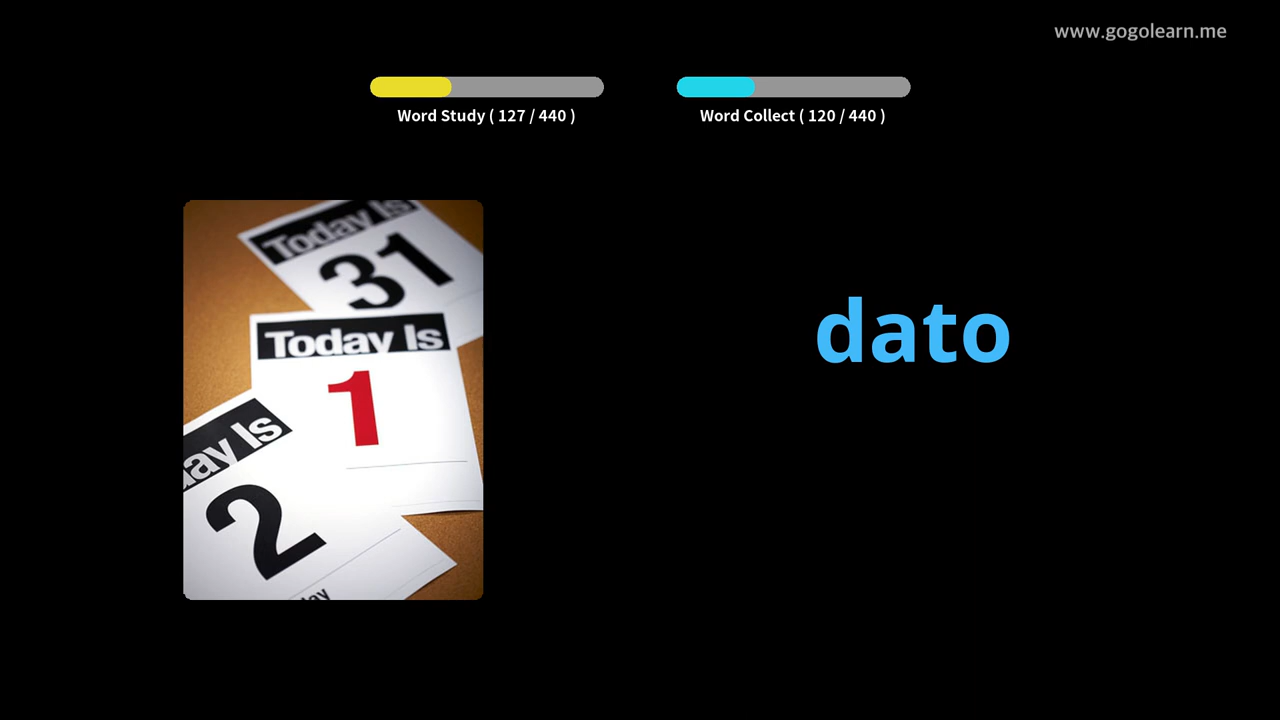 www.gogolearn.me
Word Study ( 127 / 440 )
Word Collect ( 120 / 440 )
Today Is
31
Today Is
1
dato
day Is
2